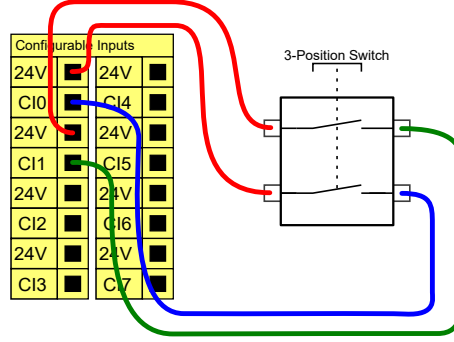 Configurable Inputs
24V 24V
CI0 CI4
24V 24V
CI1 CI5
24V 24V
CI2 CI6
24V 24V
CI3 CI7
3-Position Switch